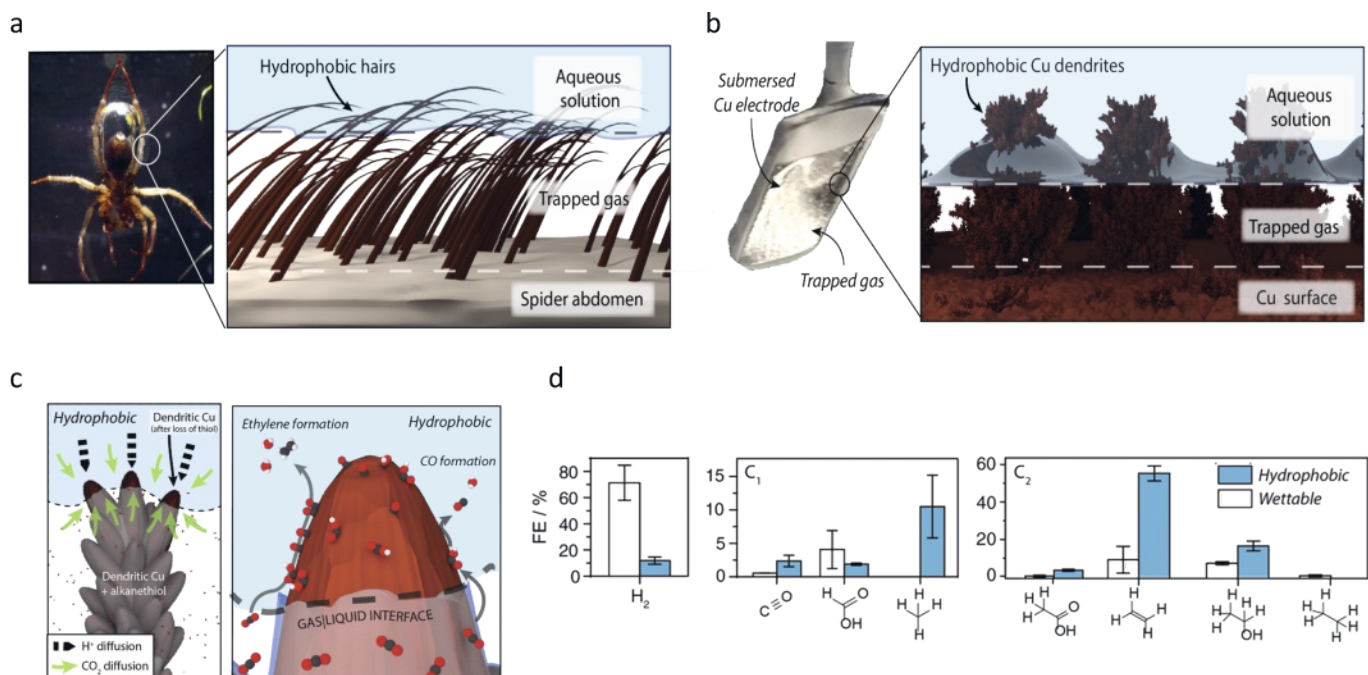 a
Hydrophobic hairs
Aqueous
solution
Trapped gas
Spider abdomen
b
Submersed
Cu electrode
Trapped gas
Hydrophobic Cu dendrites
Aqueous
solution
Trapped gas
Cu surface
c
Hydrophobic
Dendritic Cu
(after loss of thiol)
Dendritic Cu
+ alkanethiol
H⁺ diffusion
CO₂ diffusion
Ethylene formation
Hydrophobic
CO formation
GAS|LIQUID INTERFACE
d
FE / %
80
60
40
20
0
H₂
C₁
15
10
5
0
C≡O
H
O
OH
H
H
H
H
C₂
60
40
20
0
Hydrophobic
Wettable
H
H
H
O
OH
H
H
H
H
H
H
H
H
H
OH
H
H
H
H
H
H